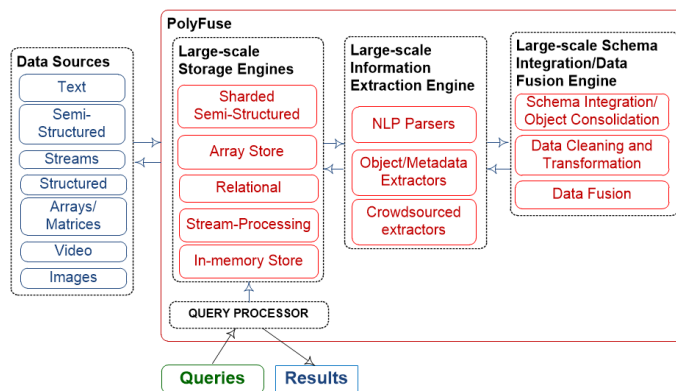 PolyFuse
Data Sources
Text
Semi-
Structured
Streams
Structured
Arrays/
Matrices
Video
Images
Large-scale
Storage Engines
Sharded
Semi-Structured
Array Store
Relational
Stream-Processing
In-memory Store
Large-scale
Information
Extraction Engine
NLP Parsers
Object/Metadata
Extractors
Crowdsourced
extractors
Large-scale Schema
Integration/Data
Fusion Engine
Schema Integration/
Object Consolidation
Data Cleaning and
Transformation
Data Fusion
QUERY PROCESSOR
Queries
Results